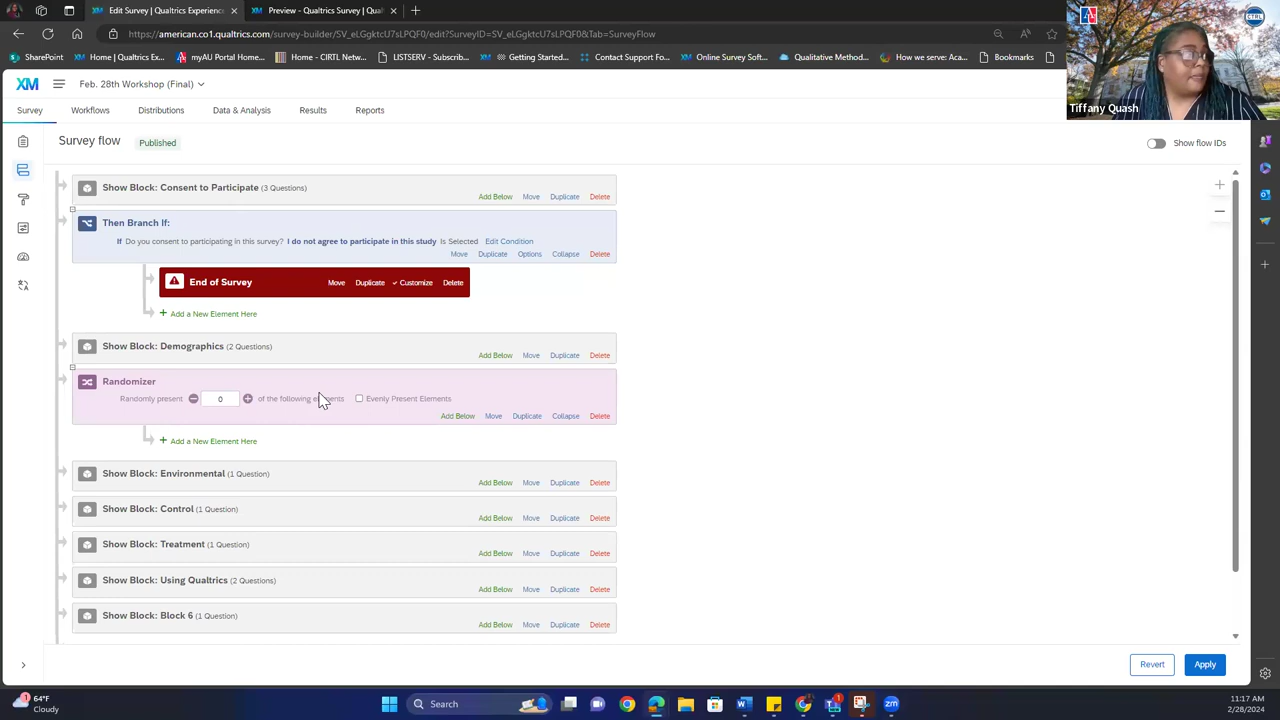 Edit Survey | Qualtrics Experience
Preview - Qualtrics Survey | Qualt
https://american.co1.qualtrics.com/survey-builder/SV_eLGgktcU7sLPQF0/edit?SurveyID=SV_eLGgktcU7sLPQF0&Tab=SurveyFlow
SharePoint
Home | Qualtrics Ex...
myAU Portal Home...
Home - CIRTL Netw...
LISTSERV - Subscrib...
Getting Started...
Contact Support Fo...
Online Survey Soft...
Qualitative Method...
How we serve: Aca...
Bookmarks
CTRL
Tiffany Quash
XM
Feb. 28th Workshop (Final)
Survey
Workflows
Distributions
Data & Analysis
Results
Reports
Survey flow
Published
Show flow IDs
Show Block: Consent to Participate (3 Questions)
Add Below Move Duplicate Delete
Then Branch If:
If Do you consent to participating in this survey? I do not agree to participate in this study Is Selected Edit Condition
Move Duplicate Options Collapse Delete
End of Survey
Move Duplicate Customize Delete
+ Add a New Element Here
Show Block: Demographics (2 Questions)
Add Below Move Duplicate Delete
Randomizer
Randomly present 0 of the following elements Evenly Present Elements
Add Below Move Duplicate Collapse Delete
+ Add a New Element Here
Show Block: Environmental (1 Question)
Add Below Move Duplicate Delete
Show Block: Control (1 Question)
Add Below Move Duplicate Delete
Show Block: Treatment (1 Question)
Add Below Move Duplicate Delete
Show Block: Using Qualtrics (2 Questions)
Add Below Move Duplicate Delete
Show Block: Block 6 (1 Question)
Add Below Move Duplicate Delete
Revert
Apply
64°F
Cloudy
Search
11:17 AM
2/28/2024